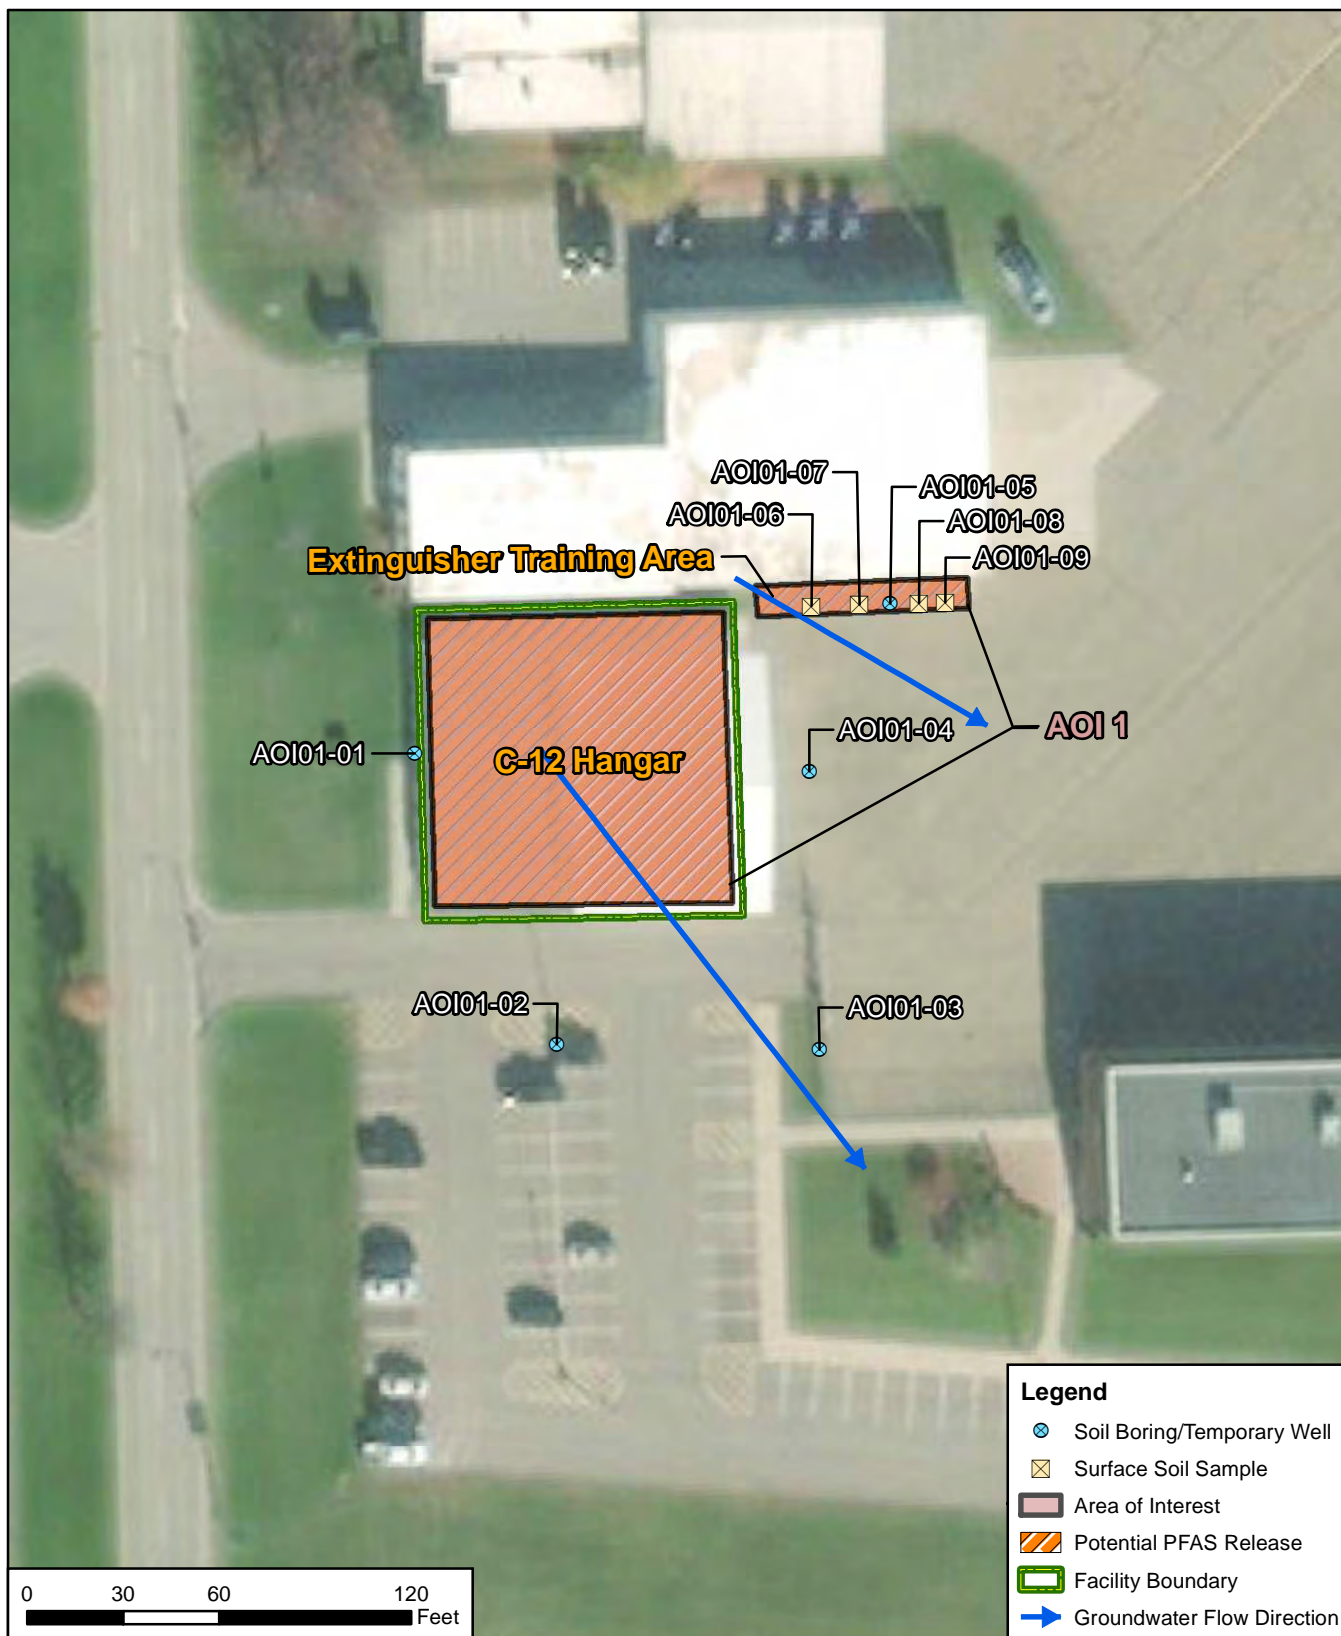 AOI01-07
AOI01-05
AOI01-06
AOI01-08
Extinguisher Training Area
AOI01-09
AOI 1
AOI01-04
AOI01-01
C-12 Hangar
AOI01-02
AOI01-03
Legend
Soil Boring/Temporary Well
Surface Soil Sample
Area of Interest
Potential PFAS Release
Facility Boundary
Groundwater Flow Direction
0 30 60 120
Feet